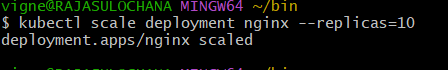 vigne@RAJASULOCHANA MINGW64 ~/bin
$ kubectl scale deployment nginx --replicas=10
deployment.apps/nginx scaled